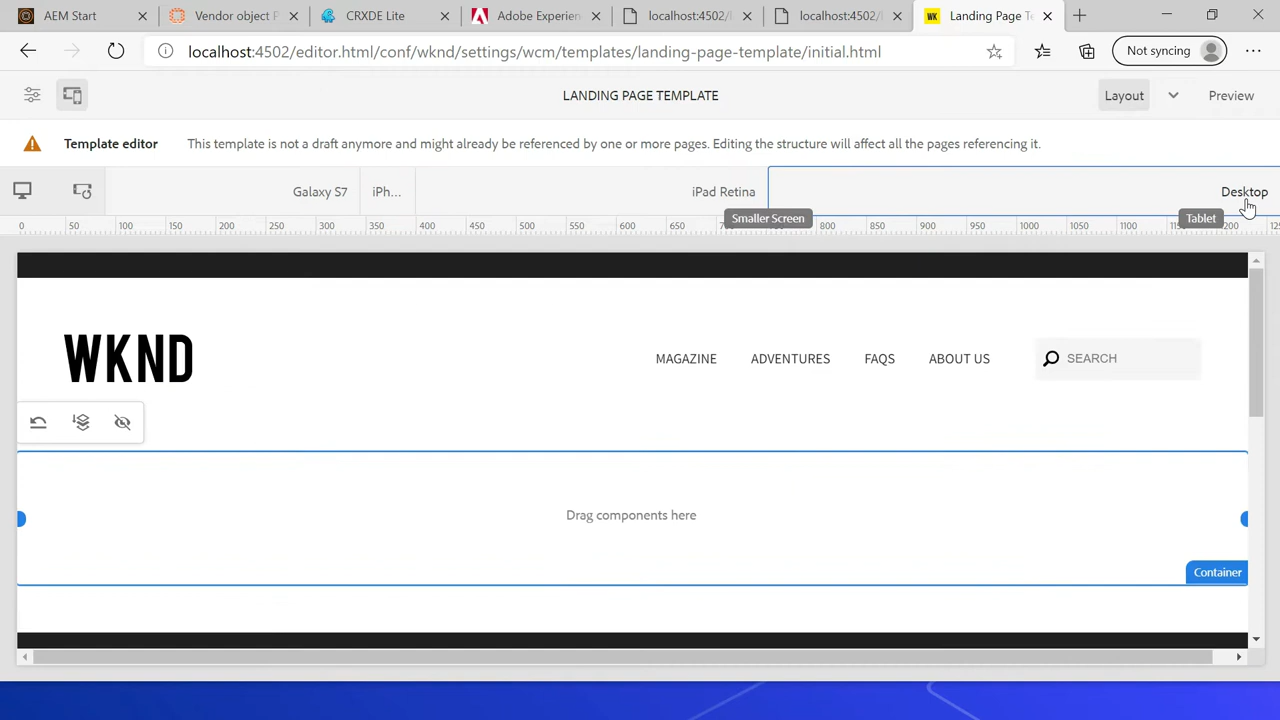 AEM Start
Vendor object P
CRXDE Lite
Adobe Experien
localhost:4502/l
localhost:4502/
WK
Landing Page Te
localhost:4502/editor.html/conf/wknd/settings/wcm/templates/landing-page-template/initial.html
Not syncing
LANDING PAGE TEMPLATE
Layout
Preview
Template editor
This template is not a draft anymore and might already be referenced by one or more pages. Editing the structure will affect all the pages referencing it.
Galaxy S7
iPh...
iPad Retina
Desktop
Smaller Screen
Tablet
0 50 100 150 200 250 300 350 400 450 500 550 600 650 700 800 850 900 950 1000 1050 1100 1150 1200 125
WKND
MAGAZINE ADVENTURES FAQS ABOUT US SEARCH
Drag components here
Container